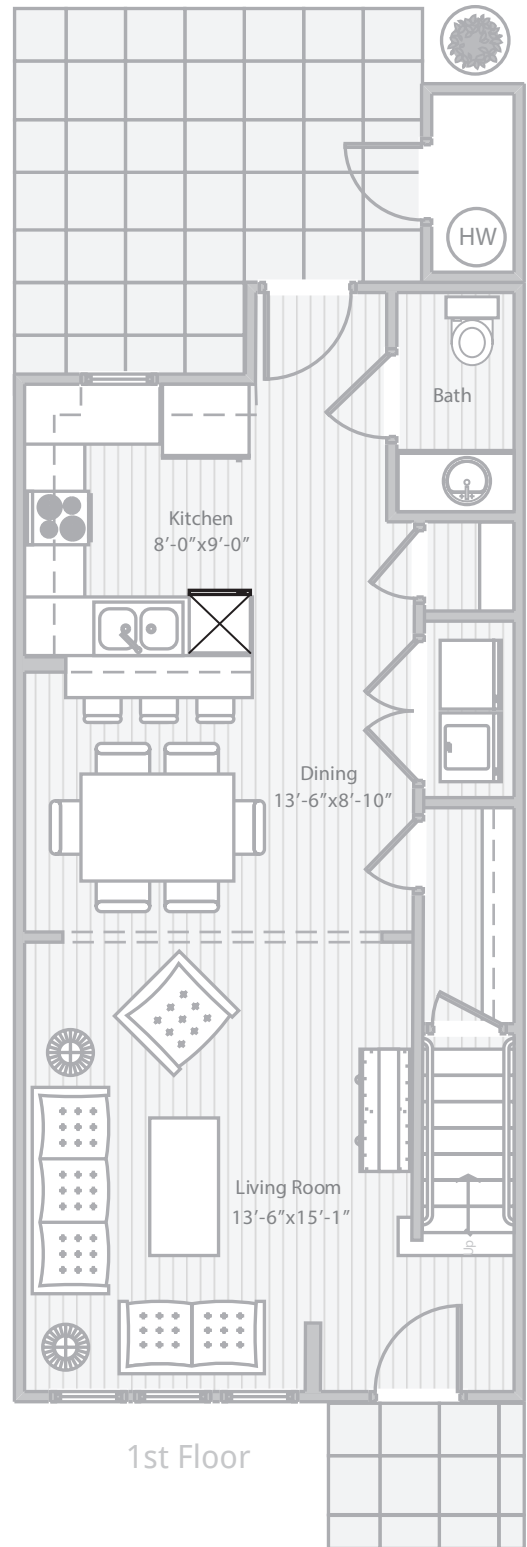 HW
Bath
Kitchen
8’-0”x9’-0”
Dining
13’-6”x8’-10”
Living Room
13’-6”x15’-1”
Up
1st Floor